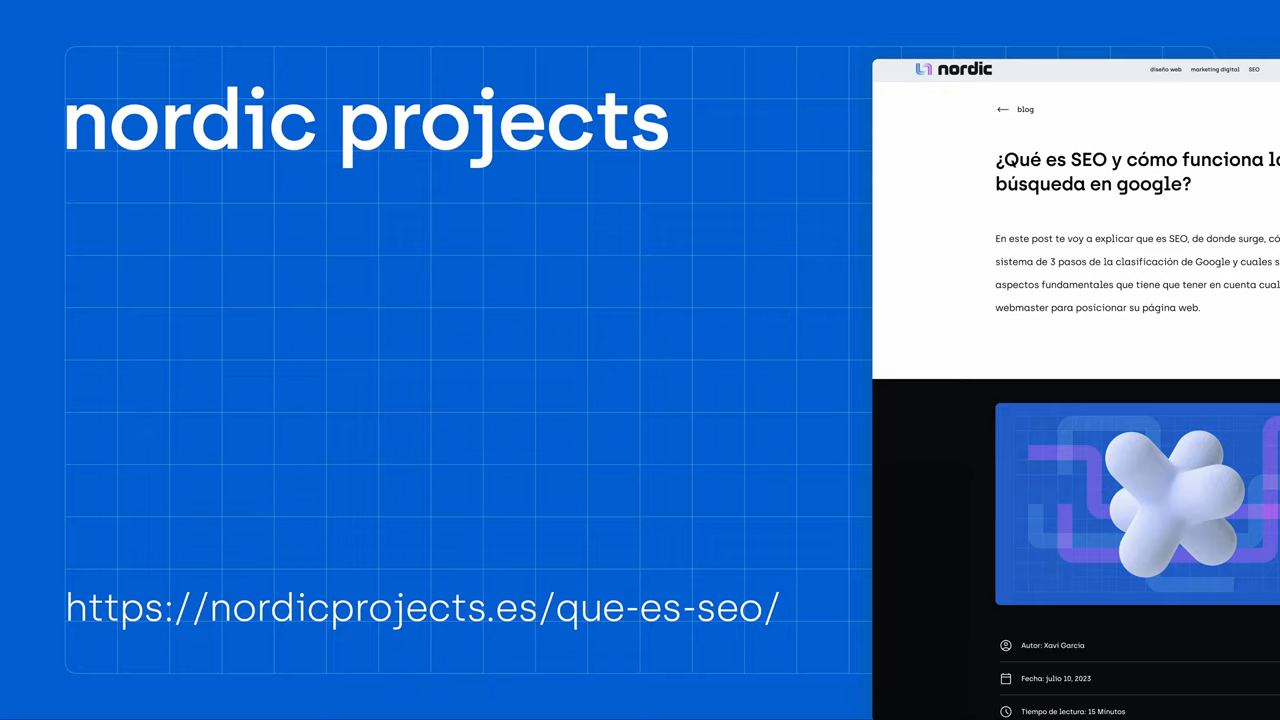 nordic projects
https://nordicprojects.es/que-es-seo/
nordic
diseño web marketing digital SEO
blog
¿Qué es SEO y cómo funciona
búsqueda en google?
En este post te voy a explicar que es SEO, de donde surge,
sistema de 3 pasos de la clasificación de Google y cuales
aspectos fundamentales que tiene que tener en cuenta
webmaster para posicionar su página web.
Autor: Xavi García
Fecha: julio 10, 2023
Tiempo de lectura: 15 Minutos